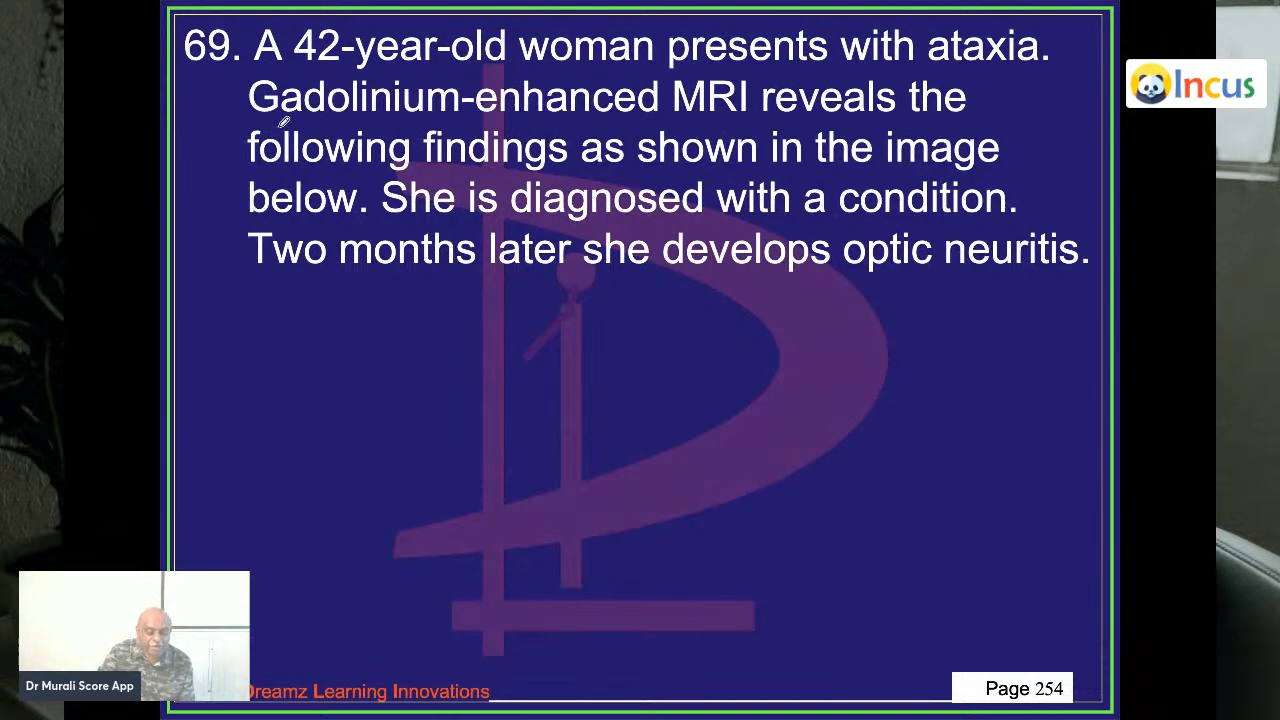 69. A 42-year-old woman presents with ataxia.
Gadolinium-enhanced MRI reveals the
following findings as shown in the image
below. She is diagnosed with a condition.
Two months later she develops optic neuritis.
Incus
Dr Murali Score App
Dreamz Learning Innovations
Page 254